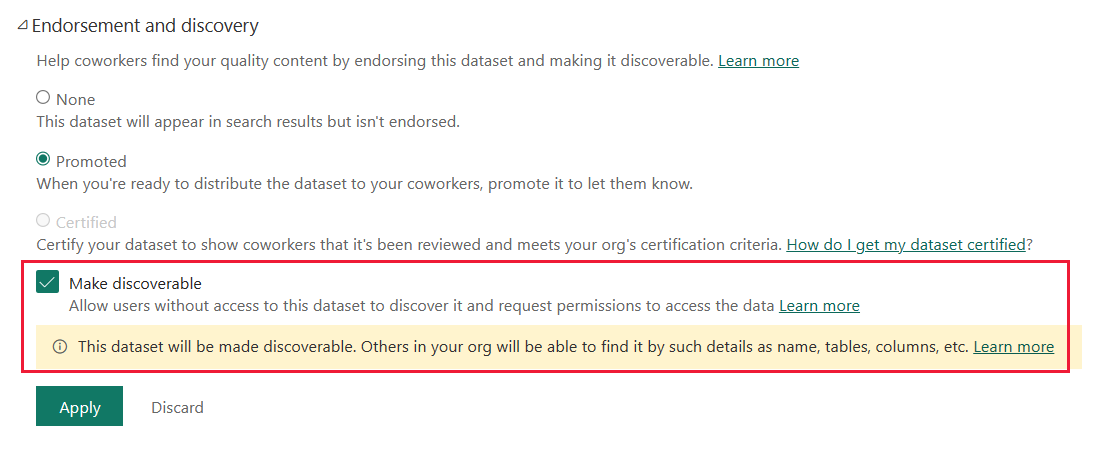 Endorsement and discovery
Help coworkers find your quality content by endorsing this dataset and making it discoverable. Learn more
None
This dataset will appear in search results but isn't endorsed.
Promoted
When you're ready to distribute the dataset to your coworkers, promote it to let them know.
Certified
Certify your dataset to show coworkers that it's been reviewed and meets your org's certification criteria. How do I get my dataset certified?
Make discoverable
Allow users without access to this dataset to discover it and request permissions to access the data Learn more
This dataset will be made discoverable. Others in your org will be able to find it by such details as name, tables, columns, etc. Learn more
Apply Discard